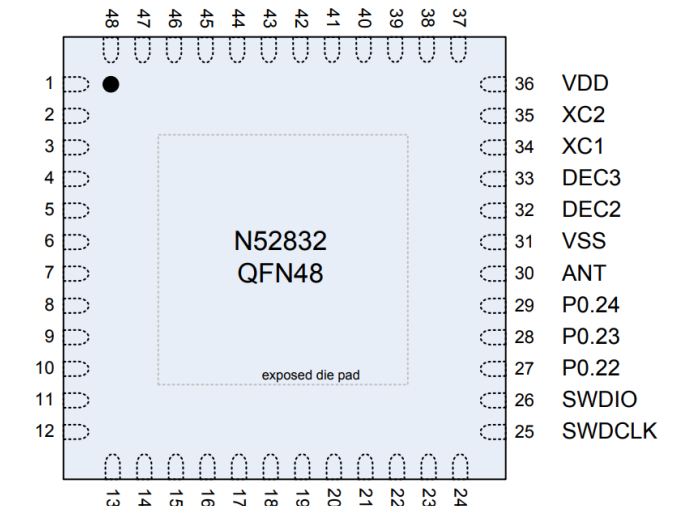 48 47 46 45 44 43 42 41 40 39 38 37
1 36 VDD
2 35 XC2
3 34 XC1
4 33 DEC3
5 32 DEC2
6 31 VSS
7 30 ANT
8 29 P0.24
9 28 P0.23
10 27 P0.22
11 26 SWDIO
12 25 SWDCLK
N52832
QFN48
exposed die pad
13 14 15 16 17 18 19 20 21 22 23 24